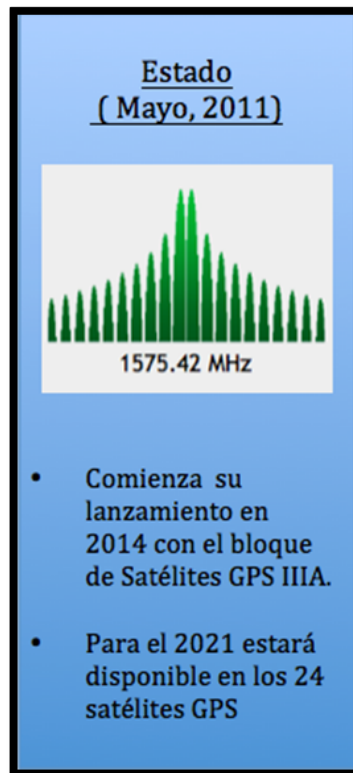 Estado
( Mayo, 2011)
1575.42 MHz
• Comienza su
lanzamiento en
2014 con el bloque
de Satélites GPS IIIA.
• Para el 2021 estará
disponible en los 24
satélites GPS